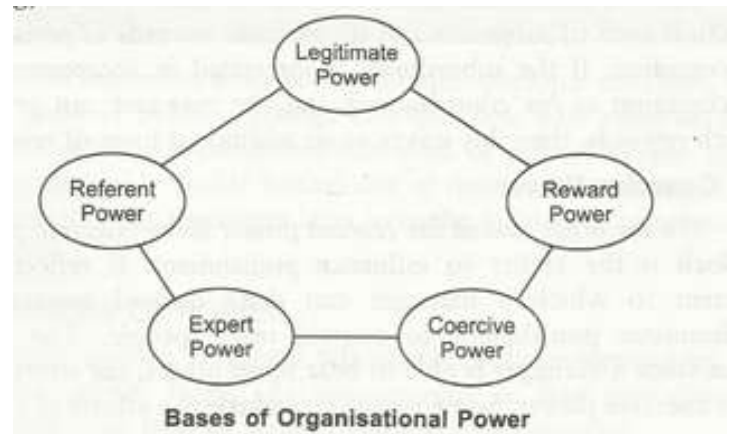 Legitimate
Power
Referent
Power
Reward
Power
Expert
Power
Coercive
Power
Bases of Organisational Power